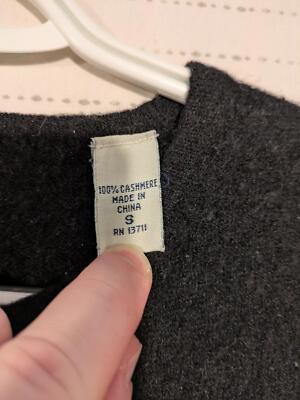 100% CASHMERE
MADE IN
CHINA
S
RN 13711